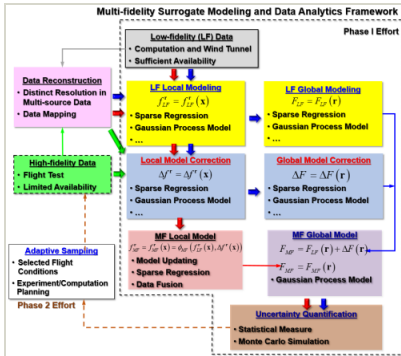 Multi-fidelity Surrogate Modeling and Data Analytics Framework
Phase I Effort
Low-fidelity (LF) Data
• Computation and Wind Tunnel
• Sufficient Availability
Data Reconstruction
• Distinct Resolution in
Multi-source Data
• Data Mapping
LF Local Modeling
• Sparse Regression
• Gaussian Process Model
• ...
LF Global Modeling
F_LF = F_LF(r)
• Sparse Regression
• Gaussian Process Model
• ...
High-fidelity Data
• Flight Test
• Limited Availability
Local Model Correction
• Sparse Regression
• Gaussian Process Model
• ...
Global Model Correction
ΔF = ΔF(r)
• Sparse Regression
• Gaussian Process Model
• ...
MF Local Model
• Model Updating
• Sparse Regression
• Data Fusion
MF Global Model
F_MF = F_LF(r) + ΔF(r)
F_MF = F_MF(r)
• Gaussian Process Model
Adaptive Sampling
• Selected Flight
Conditions
• Experiment/Computation
Planning
Phase 2 Effort
Uncertainty Quantification
• Statistical Measure
• Monte Carlo Simulation